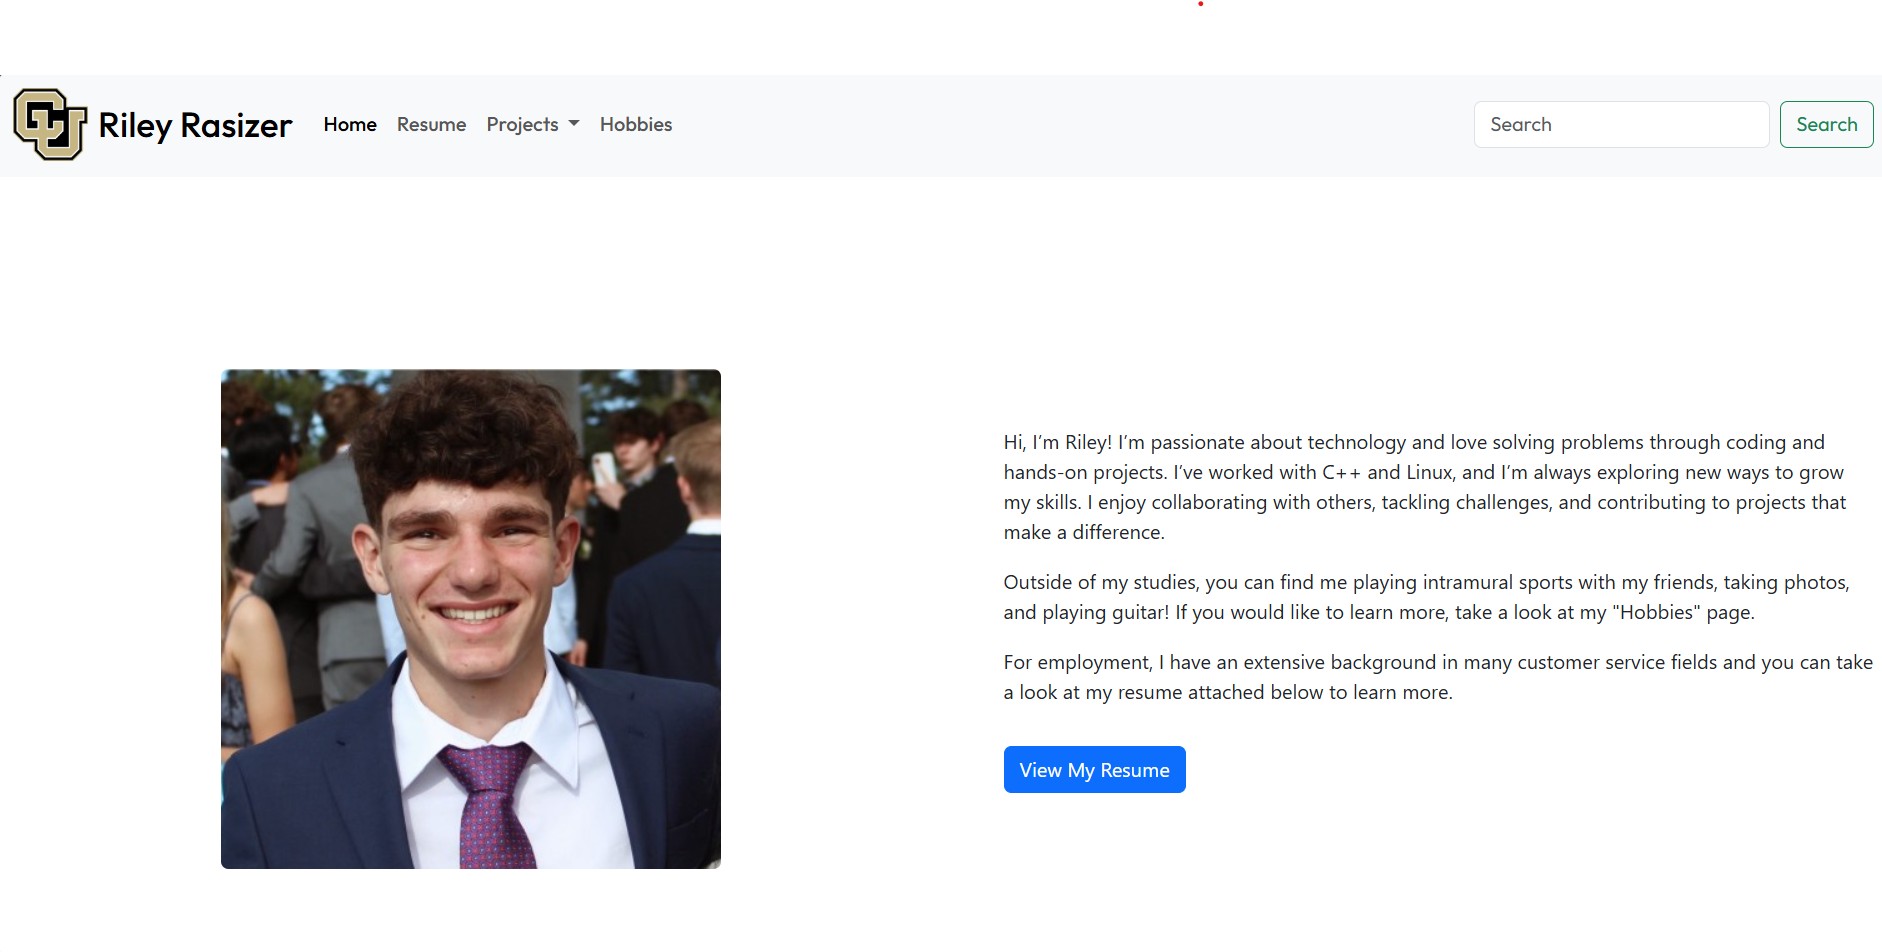 CU Riley Rasizer Home Resume Projects Hobbies Search Search
Hi, I’m Riley! I’m passionate about technology and love solving problems through coding and
hands-on projects. I’ve worked with C++ and Linux, and I’m always exploring new ways to grow
my skills. I enjoy collaborating with others, tackling challenges, and contributing to projects that
make a difference.
Outside of my studies, you can find me playing intramural sports with my friends, taking photos,
and playing guitar! If you would like to learn more, take a look at my "Hobbies" page.
For employment, I have an extensive background in many customer service fields and you can take
a look at my resume attached below to learn more.
View My Resume